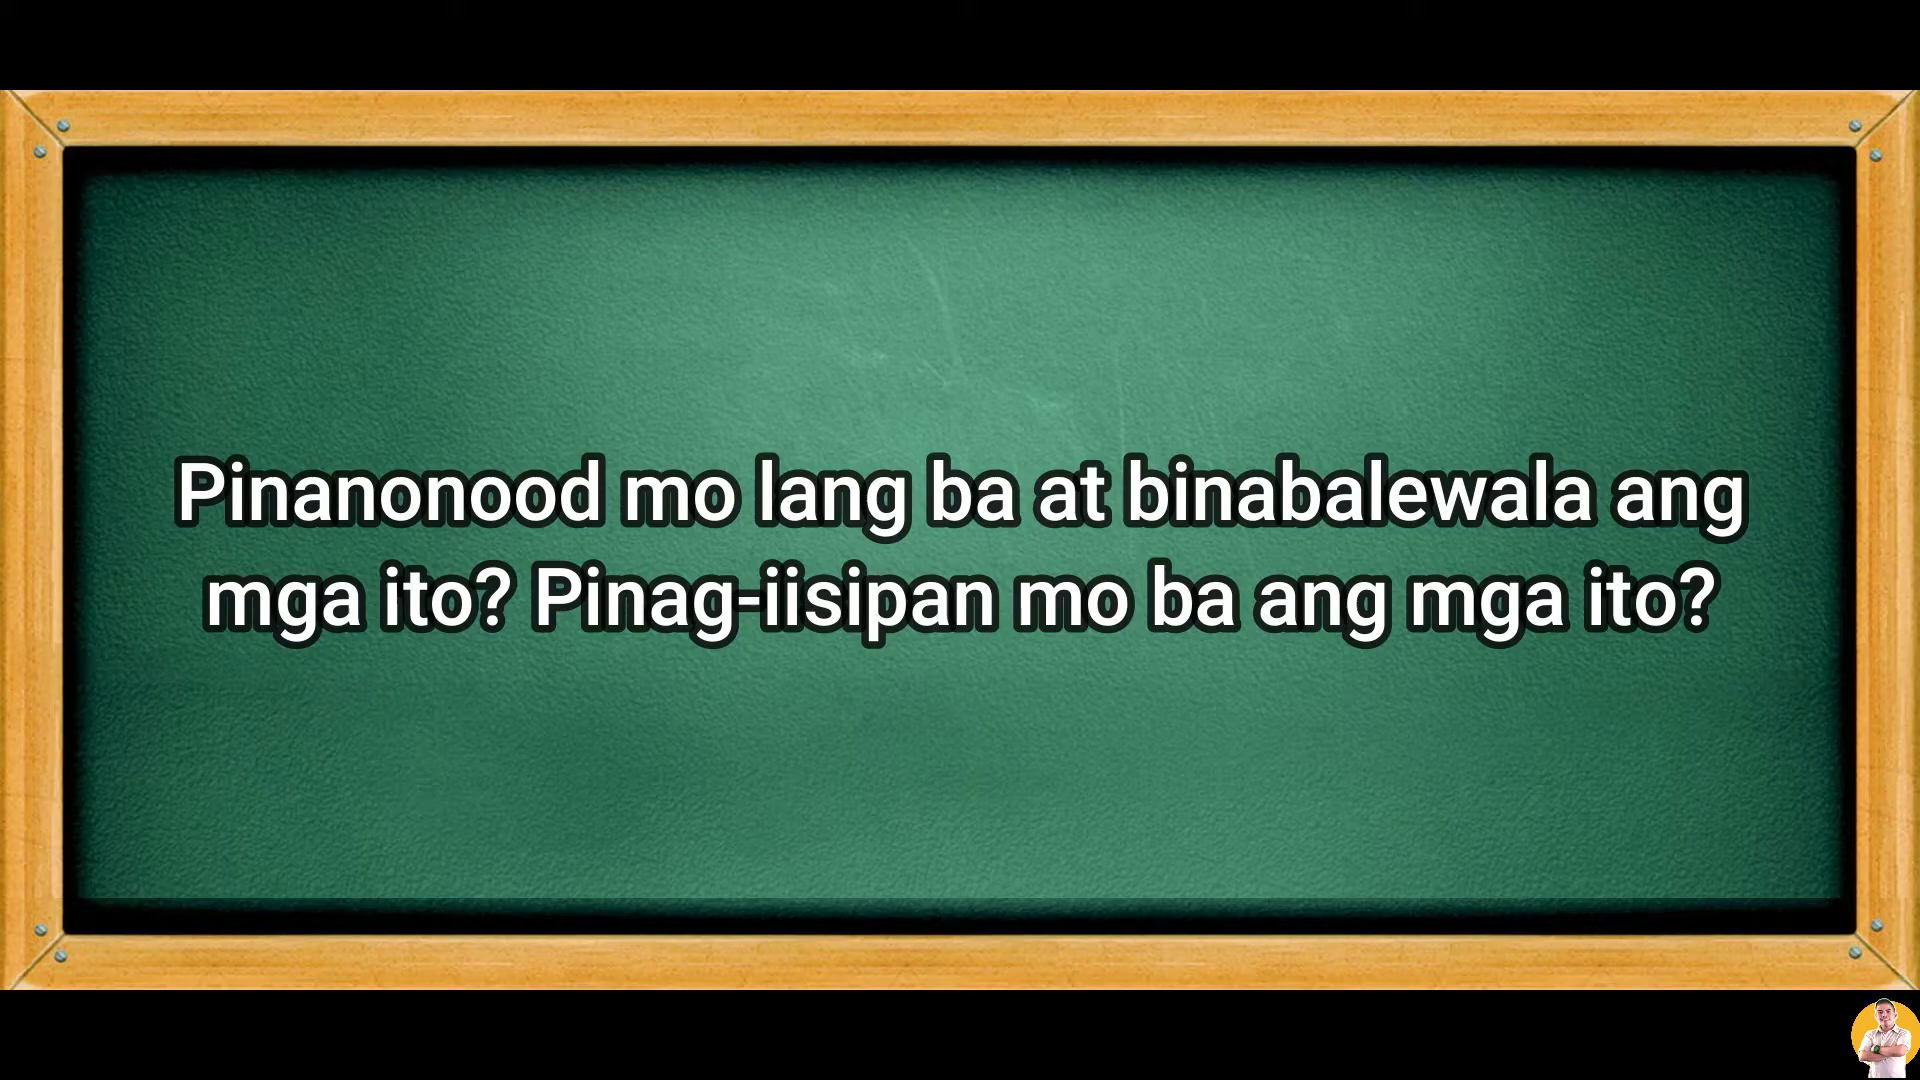 Pinanonood mo lang ba at binabalewala ang
mga ito? Pinag-iisipan mo ba ang mga ito?